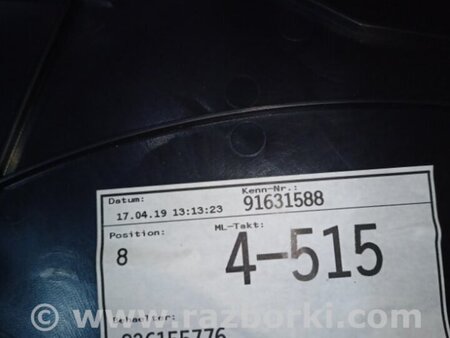 Datum: Kenn-Nr.:
17.04.19 13:13:23 91631588
Position: ML-Takt:
8 4-515
Behaelter:
© www.razborki.com